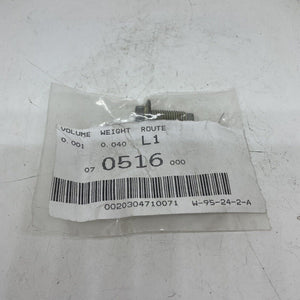 VOLUME WEIGHT ROUTE
0.001 0.040 L1
07 0516 000
0020304710071 W-95-24-2-A